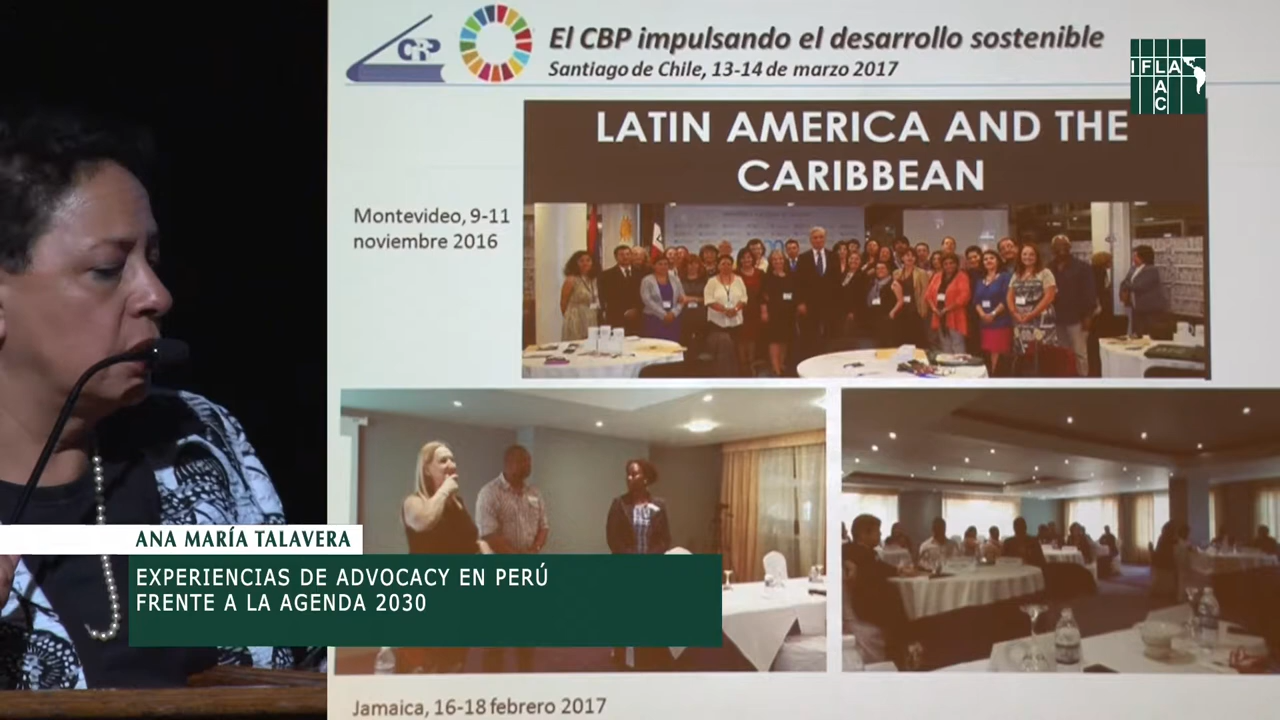 CBP
El CBP impulsando el desarrollo sostenible
Santiago de Chile, 13-14 de marzo 2017
IFLA
LAC
LATIN AMERICA AND THE
CARIBBEAN
Montevideo, 9-11
noviembre 2016
ANA MARÍA TALAVERA
EXPERIENCIAS DE ADVOCACY EN PERÚ
FRENTE A LA AGENDA 2030
Jamaica, 16-18 febrero 2017